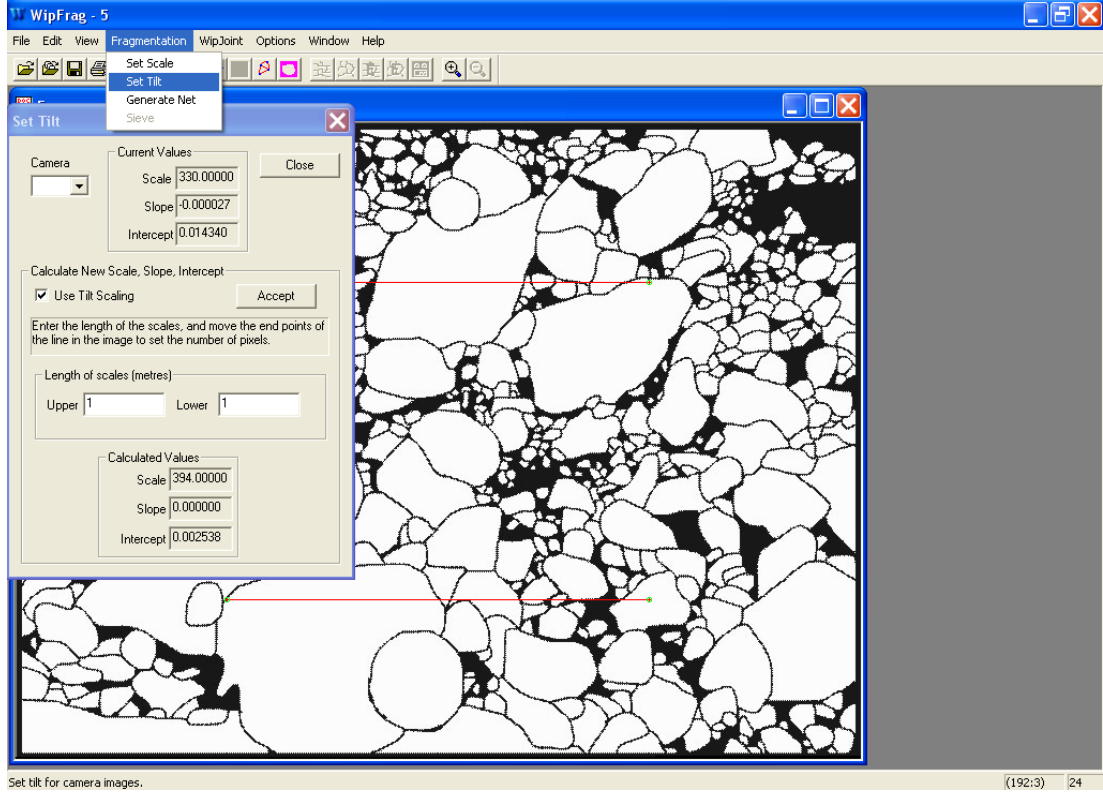 WipFrag - 5
File Edit View Fragmentation WipJoint Options Window Help
Set Scale
Set Tilt
Generate Net
Sieve
Set Tilt
Camera
Current Values
Scale 330.00000
Slope -0.000027
Intercept 0.014340
Close
Calculate New Scale, Slope, Intercept
Use Tilt Scaling
Accept
Enter the length of the scales, and move the end points of
the line in the image to set the number of pixels.
Length of scales (metres)
Upper 1 Lower 1
Calculated Values
Scale 394.00000
Slope 0.000000
Intercept 0.002538
Set tilt for camera images. (192:3) 24